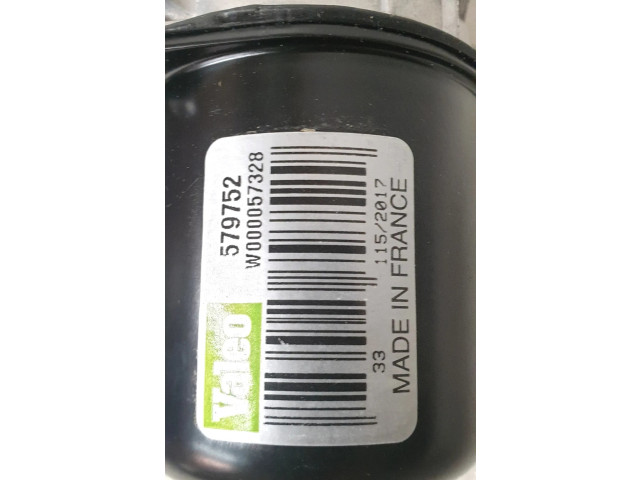 Valeo
579752
W000057328
33
115/2017
MADE IN FRANCE